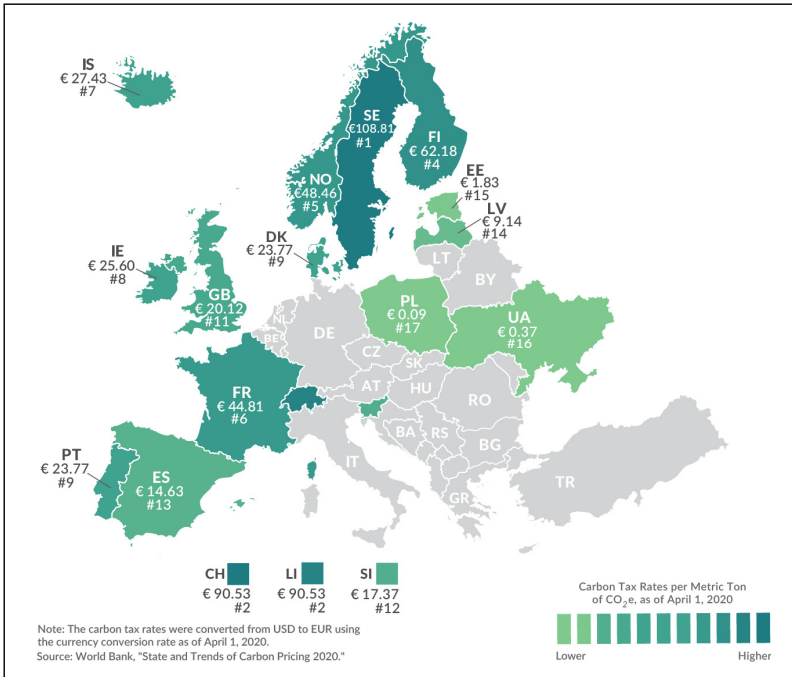 IS
€ 27.43
#7
SE
€108.81
#1
FI
€ 62.18
#4
NO
€48.46
#5
EE
€ 1.83
#15
LV
€ 9.14
#14
DK
€ 23.77
#9
IE
€ 25.60
#8
GB
€ 20.12
#11
LT
BY
PL
€ 0.09
#17
UA
€ 0.37
#16
NL
BE
DE
CZ
SK
AT
HU
RO
FR
€ 44.81
#6
BA
RS
BG
IT
GR
TR
PT
€ 23.77
#9
ES
€ 14.63
#13
CH
€ 90.53
#2
LI
€ 90.53
#2
SI
€ 17.37
#12
Carbon Tax Rates per Metric Ton
of CO₂e, as of April 1, 2020
Lower
Higher
Note: The carbon tax rates were converted from USD to EUR using
the currency conversion rate as of April 1, 2020.
Source: World Bank, "State and Trends of Carbon Pricing 2020."